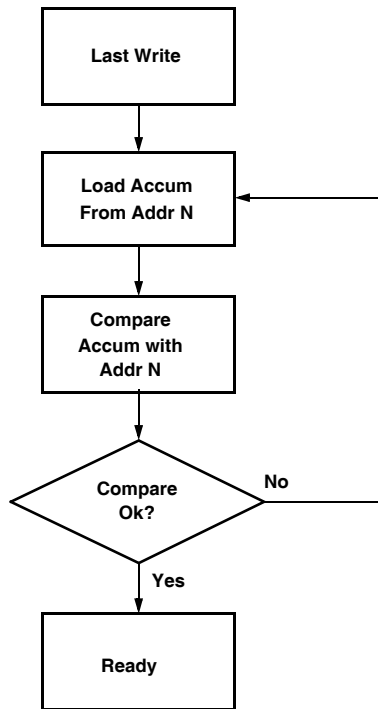 Last Write
Load Accum
From Addr N
Compare
Accum with
Addr N
Compare
Ok?
No
Yes
Ready